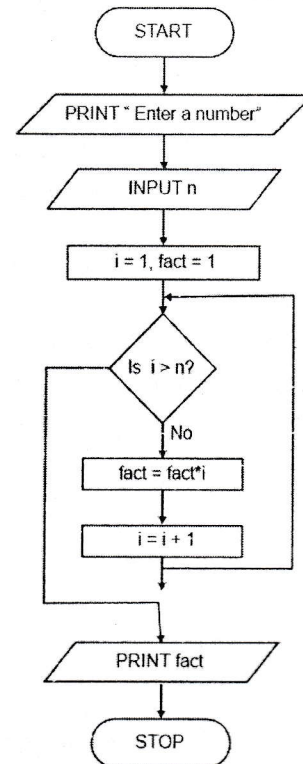 START
PRINT " Enter a number"
INPUT n
i = 1, fact = 1
Is i > n?
No
fact = fact*i
i = i + 1
PRINT fact
STOP